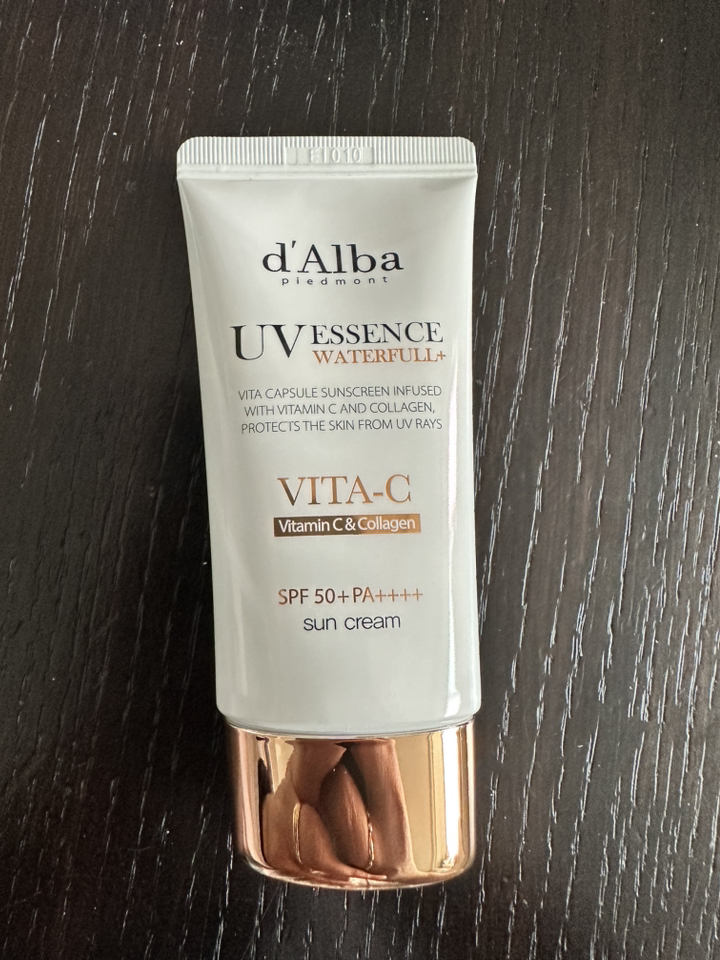 E1010
d'Alba
piedmont
UV ESSENCE
WATERFULL+
VITA CAPSULE SUNSCREEN INFUSED
WITH VITAMIN C AND COLLAGEN,
PROTECTS THE SKIN FROM UV RAYS
VITA-C
Vitamin C & Collagen
SPF 50+PA++++
sun cream